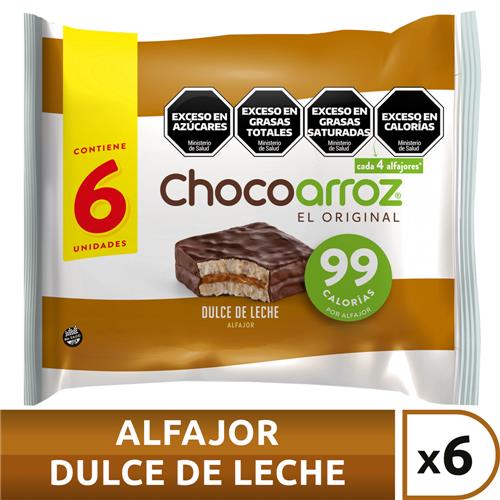 CONTIENE
6
UNIDADES
EXCESO EN
AZÚCARES
Ministerio
de Salud
EXCESO EN
GRASAS
TOTALES
Ministerio
de Salud
EXCESO EN
GRASAS
SATURADAS
Ministerio
de Salud
EXCESO EN
CALORÍAS
Ministerio
de Salud
cada 4 alfajores*
Chocoarroz®
EL ORIGINAL
99
CALORÍAS
POR ALFAJOR
DULCE DE LECHE
ALFAJOR
SIN TACC
ALFAJOR
DULCE DE LECHE
x6